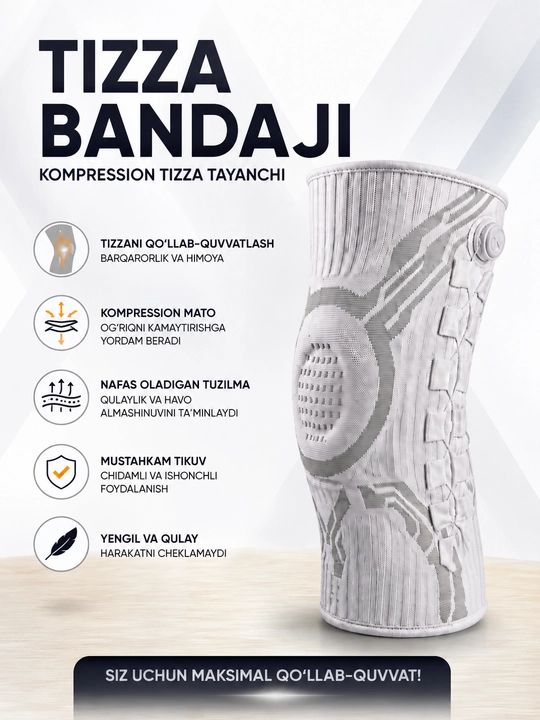 TIZZA
BANDAJI
KOMPRESSION TIZZA TAYANCHI
TIZZANI QO‘LLAB-QUVVATLASH
BARQARORLIK VA HIMOYA
KOMPRESSION MATO
OG‘RIQNI KAMAYTIRISHGA
YORDAM BERADI
NAFAS OLADIGAN TUZILMA
QULAYLIK VA HAVO
ALMASHINUVINI TA’MINLAYDI
MUSTAHKAM TIKUV
CHIDAMLI VA ISHONCHLI
FOYDALANISH
YENGIL VA QULAY
HARAKATNI CHEKLAMAYDI
SIZ UCHUN MAKSIMAL QO‘LLAB-QUVVAT!